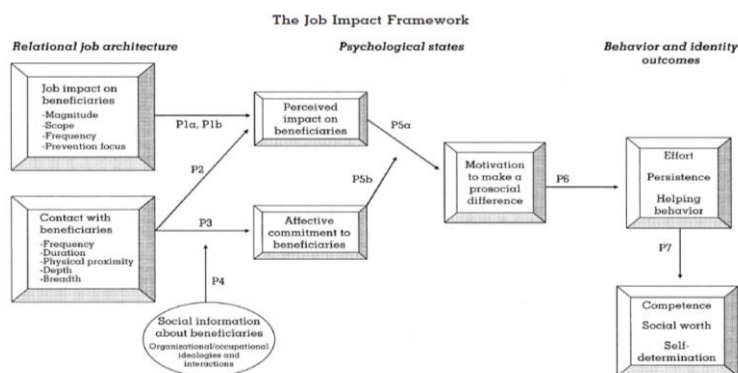 The Job Impact Framework
Relational job architecture
Psychological states
Behavior and identity
outcomes
Job impact on
beneficiaries
-Magnitude
-Scope
-Frequency
-Prevention focus
P1a, P1b
Perceived
impact on
beneficiaries
P5a
P2
P5b
Motivation
to make a
prosocial
difference
P6
Effort
Persistence
Helping
behavior
Contact with
beneficiaries
-Frequency
-Duration
-Physical proximity
-Depth
-Breadth
P3
Affective
commitment to
beneficiaries
P4
P7
Social information
about beneficiaries
Organizational/occupational
ideologies and
interactions
Competence
Social worth
Self-
determination